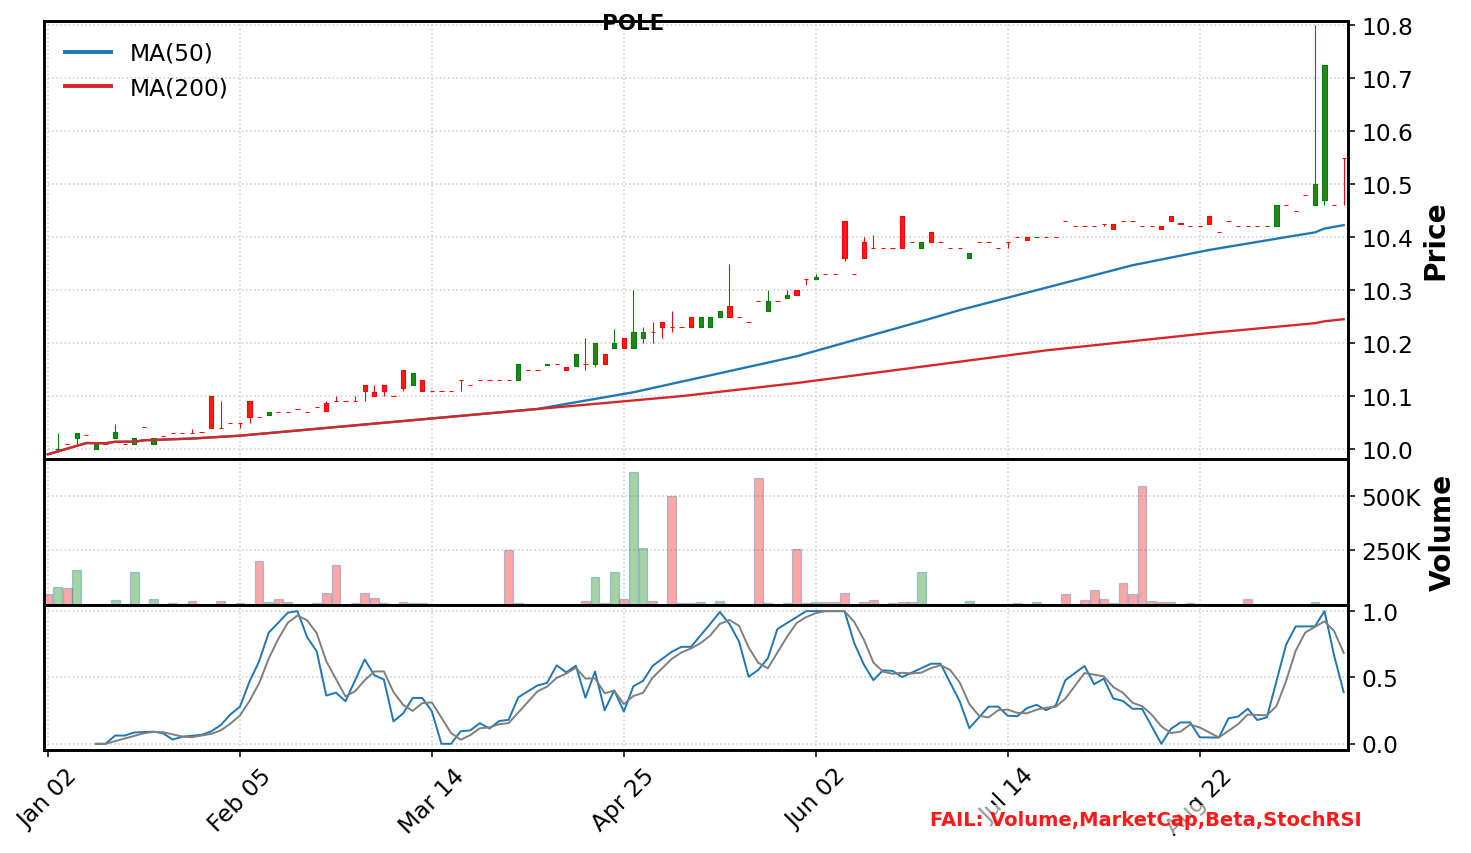 POLE
MA(50)
MA(200)
10.8
10.7
10.6
10.5
10.4
10.3
10.2
10.1
10.0
Price
500K
250K
Volume
1.0
0.5
0.0
Jan 02
Feb 05
Mar 14
Apr 25
Jun 02
Jul 14
Aug 22
FAIL: Volume,MarketCap,Beta,StochRSI